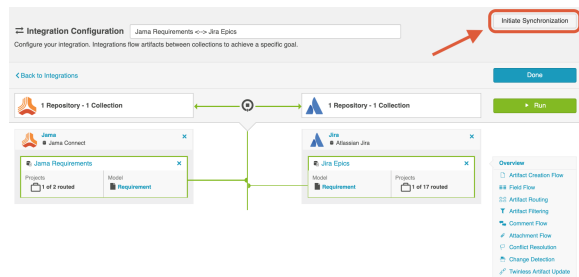 Initiate Synchronization
Integration Configuration
Jama Requirements <--> Jira Epics
Configure your integration. Integrations flow artifacts between collections to achieve a specific goal.
Back to Integrations
Done
1 Repository - 1 Collection
1 Repository - 1 Collection
Run
Jama
Jama Connect
Jira
Atlassian Jira
Jama Requirements
Projects
1 of 2 routed
Model
Requirement
Jira Epics
Model
Requirement
Projects
1 of 17 routed
Overview
Artifact Creation Flow
Field Flow
Artifact Routing
Artifact Filtering
Comment Flow
Attachment Flow
Conflict Resolution
Change Detection
Twinless Artifact Update